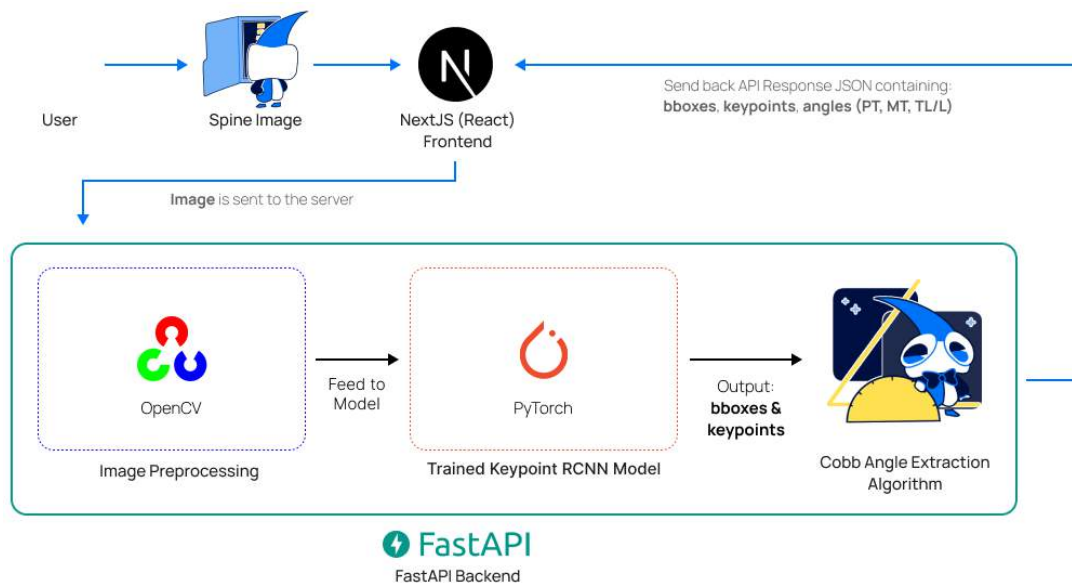 User
Spine Image
NextJS (React)
Frontend
Send back API Response JSON containing:
bboxes, keypoints, angles (PT, MT, TL/L)
Image is sent to the server
OpenCV
Image Preprocessing
Feed to
Model
PyTorch
Trained Keypoint RCNN Model
Output:
bboxes &
keypoints
Cobb Angle Extraction
Algorithm
FastAPI
FastAPI Backend